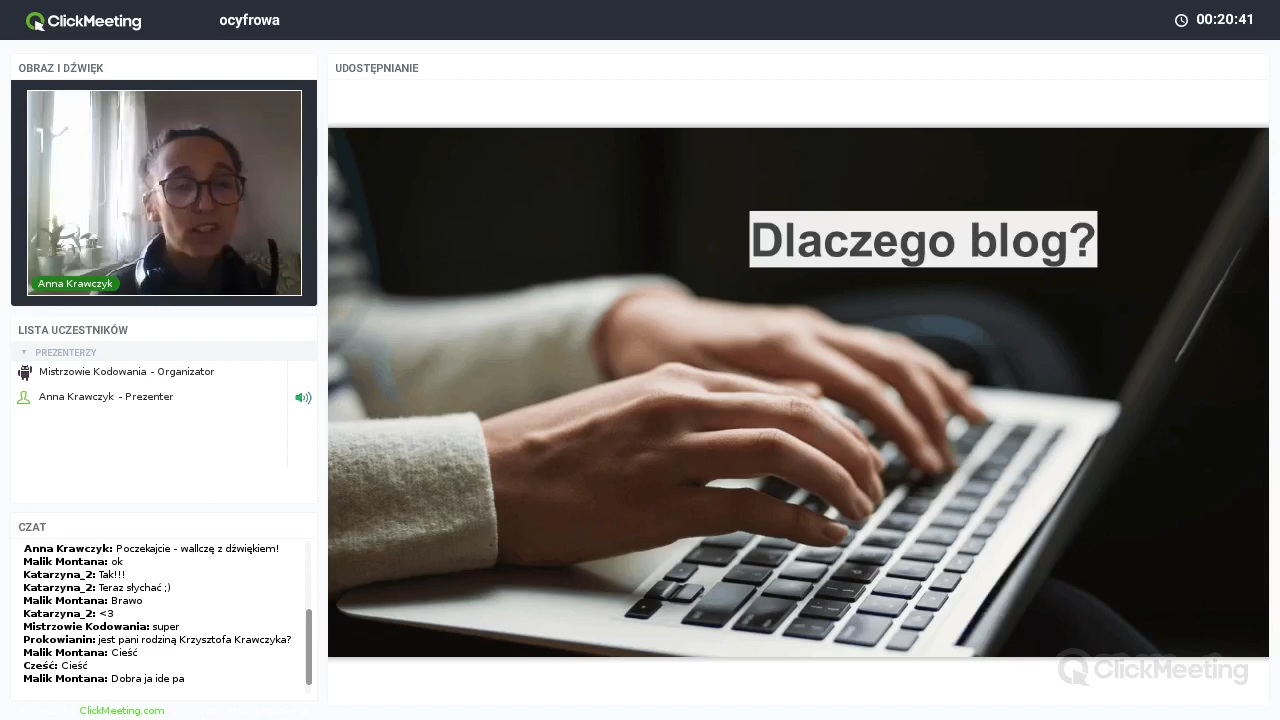 ClickMeeting
ocyfrowa
00:20:41
OBRAZ I DŹWIĘK
Anna Krawczyk
LISTA UCZESTNIKÓW
PREZENTERZY
Mistrzowie Kodowania - Organizator
Anna Krawczyk - Prezenter
CZAT
Anna Krawczyk: Poczekajcie - wallczę z dźwiękiem!
Malik Montana: ok
Katarzyna_2: Tak!!!
Katarzyna_2: Teraz słychać ;)
Malik Montana: Brawo
Katarzyna_2: <3
Mistrzowie Kodowania: super
Prokowianin: jest pani rodziną Krzysztofa Krawczyka?
Malik Montana: Cieść
Cześć: Cieść
Malik Montana: Dobra ja ide pa
ClickMeeting.com
UDOSTĘPNIANIE
Dlaczego blog?
ClickMeeting